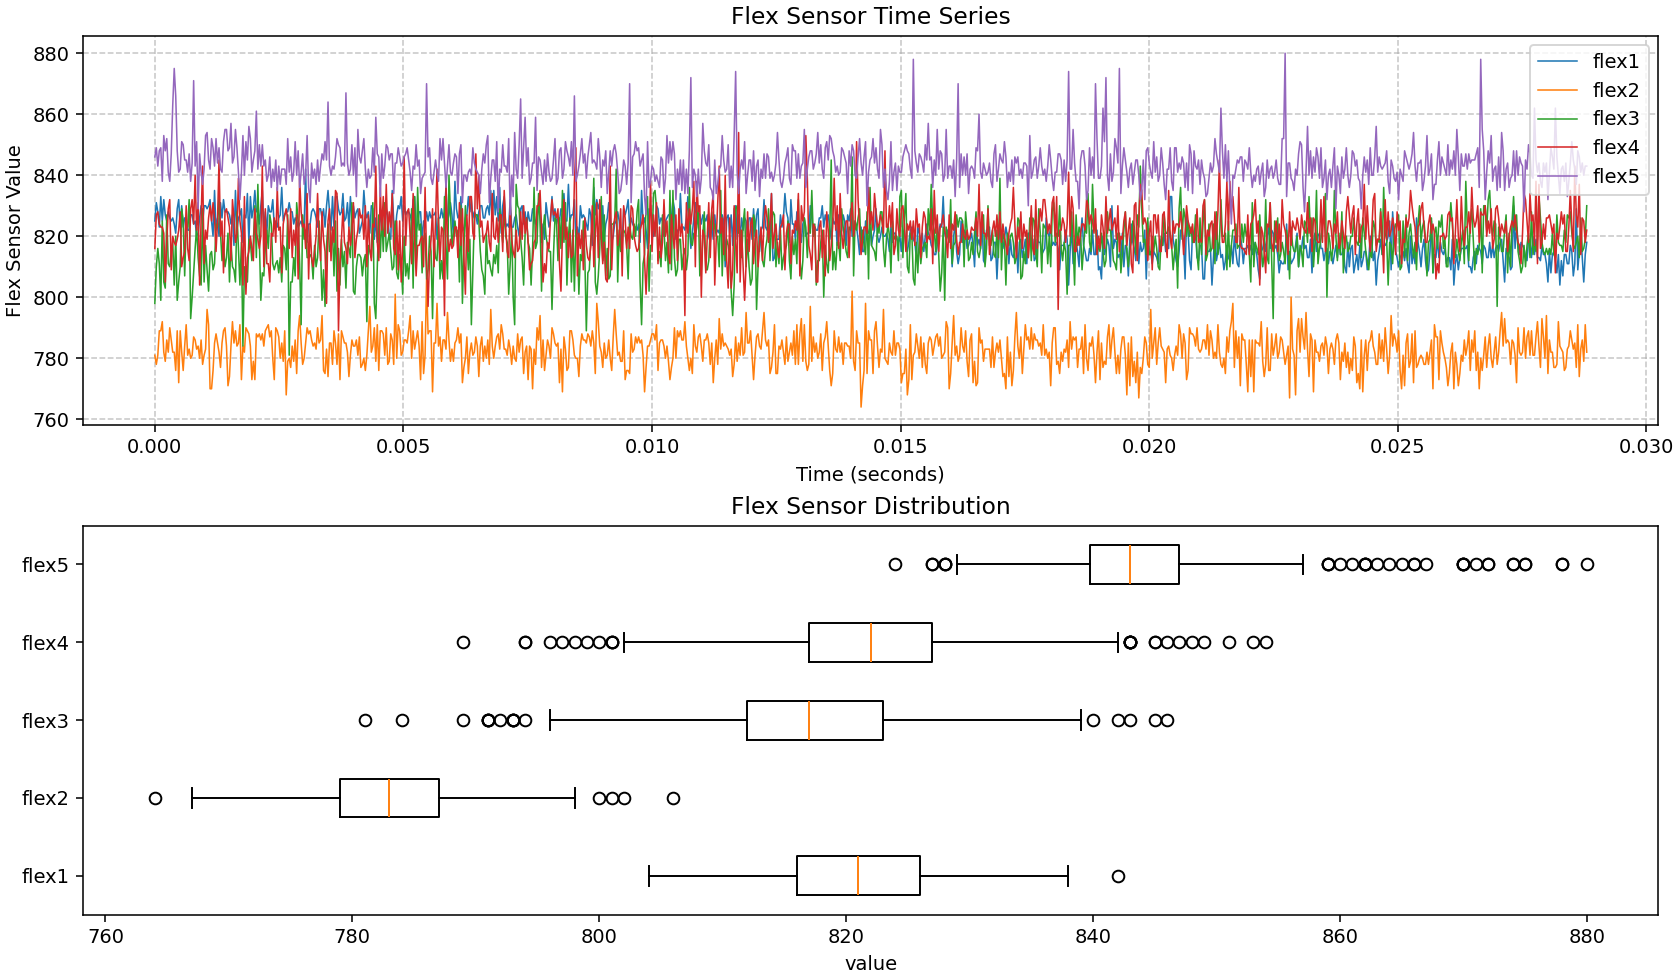 Flex Sensor Time Series
880
860
840
820
800
780
760
Flex Sensor Value
flex1
flex2
flex3
flex4
flex5
0.000 0.005 0.010 0.015 0.020 0.025 0.030
Time (seconds)
Flex Sensor Distribution
flex5
flex4
flex3
flex2
flex1
760 780 800 820 840 860 880
value